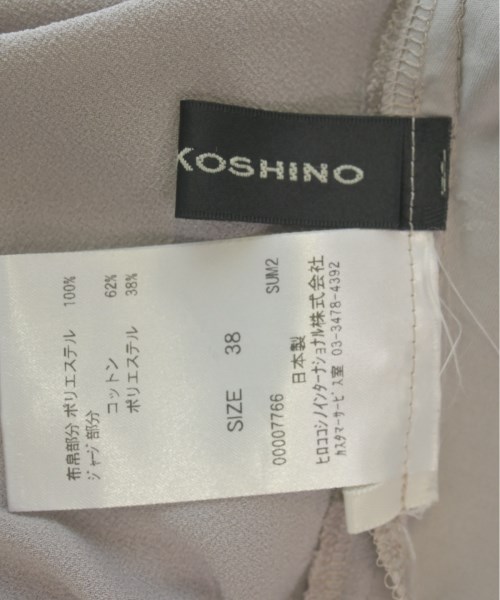 KOSHINO
布帛部分 ポリエステル 100%
ジャージ部分
コットン 62%
ポリエステル 38%
SIZE 38
00007766 SUM2
日本製
ヒロココシノインターナショナル株式会社
カスタマーサービス室 03-3478-4392